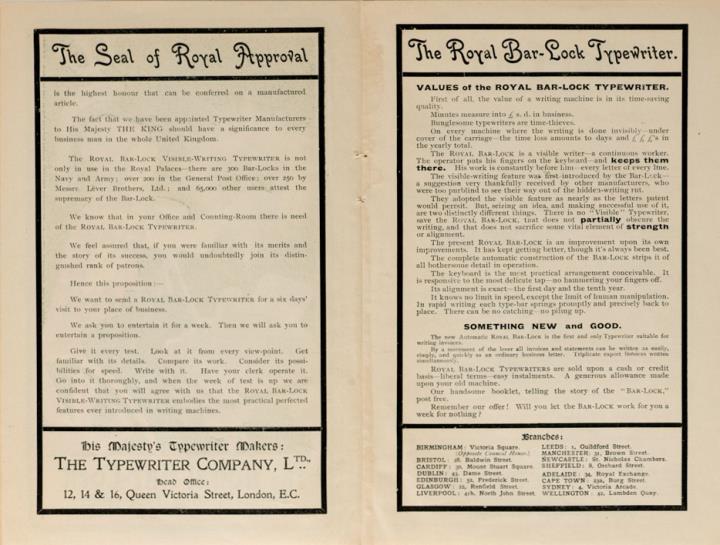 The Seal of Royal Approval
is the highest honour that can be conferred on a manufactured
article.
The fact that we have been appointed Typewriter Manufacturers
to His Majesty THE KING should have a significance to every
business man in the whole United Kingdom.
The ROYAL BAR-LOCK VISIBLE-WRITING TYPEWRITER is not
only in use in the Royal Palaces—there are 300 Bar-Locks in the
Navy and Army; over 200 in the General Post Office; over 250 by
Messrs. Lever Brothers, Ltd.; and 65,000 other users attest the
supremacy of the Bar-Lock.
We know that in your Office and Counting-Room there is need
of the ROYAL BAR-LOCK TYPEWRITER.
We feel assured that, if you were familiar with its merits and
the story of its success, you would undoubtedly join its distin-
guished rank of patrons.
Hence this proposition:—
We want to send a ROYAL BAR-LOCK TYPEWRITER for a six days'
visit to your place of business.
We ask you to entertain it for a week. Then we will ask you to
entertain a proposition.
Give it every test. Look at it from every view-point. Get
familiar with its details. Compare its work. Consider its possi-
bilities for speed. Write with it. Have your clerk operate it.
Go into it thoroughly, and when the week of test is up we are
confident that you will agree with us that the ROYAL BAR-LOCK
VISIBLE-WRITING TYPEWRITER embodies the most practical perfected
features ever introduced in writing machines.
His Majesty's Typewriter Makers:
THE TYPEWRITER COMPANY, LTD.,
Head Office:
12, 14 & 16, Queen Victoria Street, London, E.C.
The Royal Bar-Lock Typewriter.
VALUES of the ROYAL BAR-LOCK TYPEWRITER.
First of all, the value of a writing machine is in its time-saving
quality.
Minutes measure into £ s. d. in business.
Bunglesome typewriters are time-thieves.
On every machine where the writing is done invisibly—under
cover of the carriage—the time loss amounts to days and £ £ £'s in
the yearly total.
The ROYAL BAR-LOCK is a visible writer—a continuous worker.
The operator puts his fingers on the keyboard—and keeps them
there. His work is constantly before him—every letter of every line.
The visible-writing feature was first introduced by the Bar-Lock—
a suggestion very thankfully received by other manufacturers, who
were too purblind to see their way out of the hidden-writing rut.
They adopted the visible feature as nearly as the letters patent
would permit. But, seizing an idea, and making successful use of it,
are two distinctly different things. There is no "Visible" Typewriter,
save the ROYAL BAR-LOCK, that does not partially obscure the
writing, and that does not sacrifice some vital element of strength
or alignment.
The present ROYAL BAR-LOCK is an improvement upon its own
improvements. It has kept getting better, though it's always been best.
The complete automatic construction of the BAR-LOCK strips it of
all bothersome detail in operation.
The keyboard is the most practical arrangement conceivable. It
is responsive to the most delicate tap—no hammering your fingers off.
Its alignment is exact—the first day and the tenth year.
It knows no limit in speed, except the limit of human manipulation.
In rapid writing each type-bar springs promptly and precisely back to
place. There can be no catching—no piling up.
SOMETHING NEW and GOOD.
The new Automatic ROYAL BAR-LOCK is the first and only Typewriter suitable for
writing invoices.
By a movement of the lever all invoices and statements can be written as easily,
simply, and quickly as an ordinary business letter. Triplicate export invoices written
simultaneously.
ROYAL BAR-LOCK TYPEWRITERS are sold upon a cash or credit
basis—liberal terms—easy instalments. A generous allowance made
upon your old machine.
Our handsome booklet, telling the story of the "BAR-LOCK,"
post free.
Remember our offer! Will you let the BAR-LOCK work for you a
week for nothing?
Branches:
BIRMINGHAM: Victoria Square.
(Opposite Council House.)
BRISTOL: 28, Baldwin Street.
CARDIFF: 30, Mount Stuart Square.
DUBLIN: 43, Dame Street.
EDINBURGH: 52, Frederick Street.
GLASGOW: 22, Renfield Street.
LIVERPOOL: 41b, North John Street.
LEEDS: 1, Guildford Street.
MANCHESTER: 31, Brown Street.
NEWCASTLE: St. Nicholas Chambers.
SHEFFIELD: 8, Orchard Street.
ADELAIDE: 34, Royal Exchange.
CAPE TOWN: 23a, Burg Street.
SYDNEY: 4, Victoria Arcade.
WELLINGTON: 42, Lambden Quay.